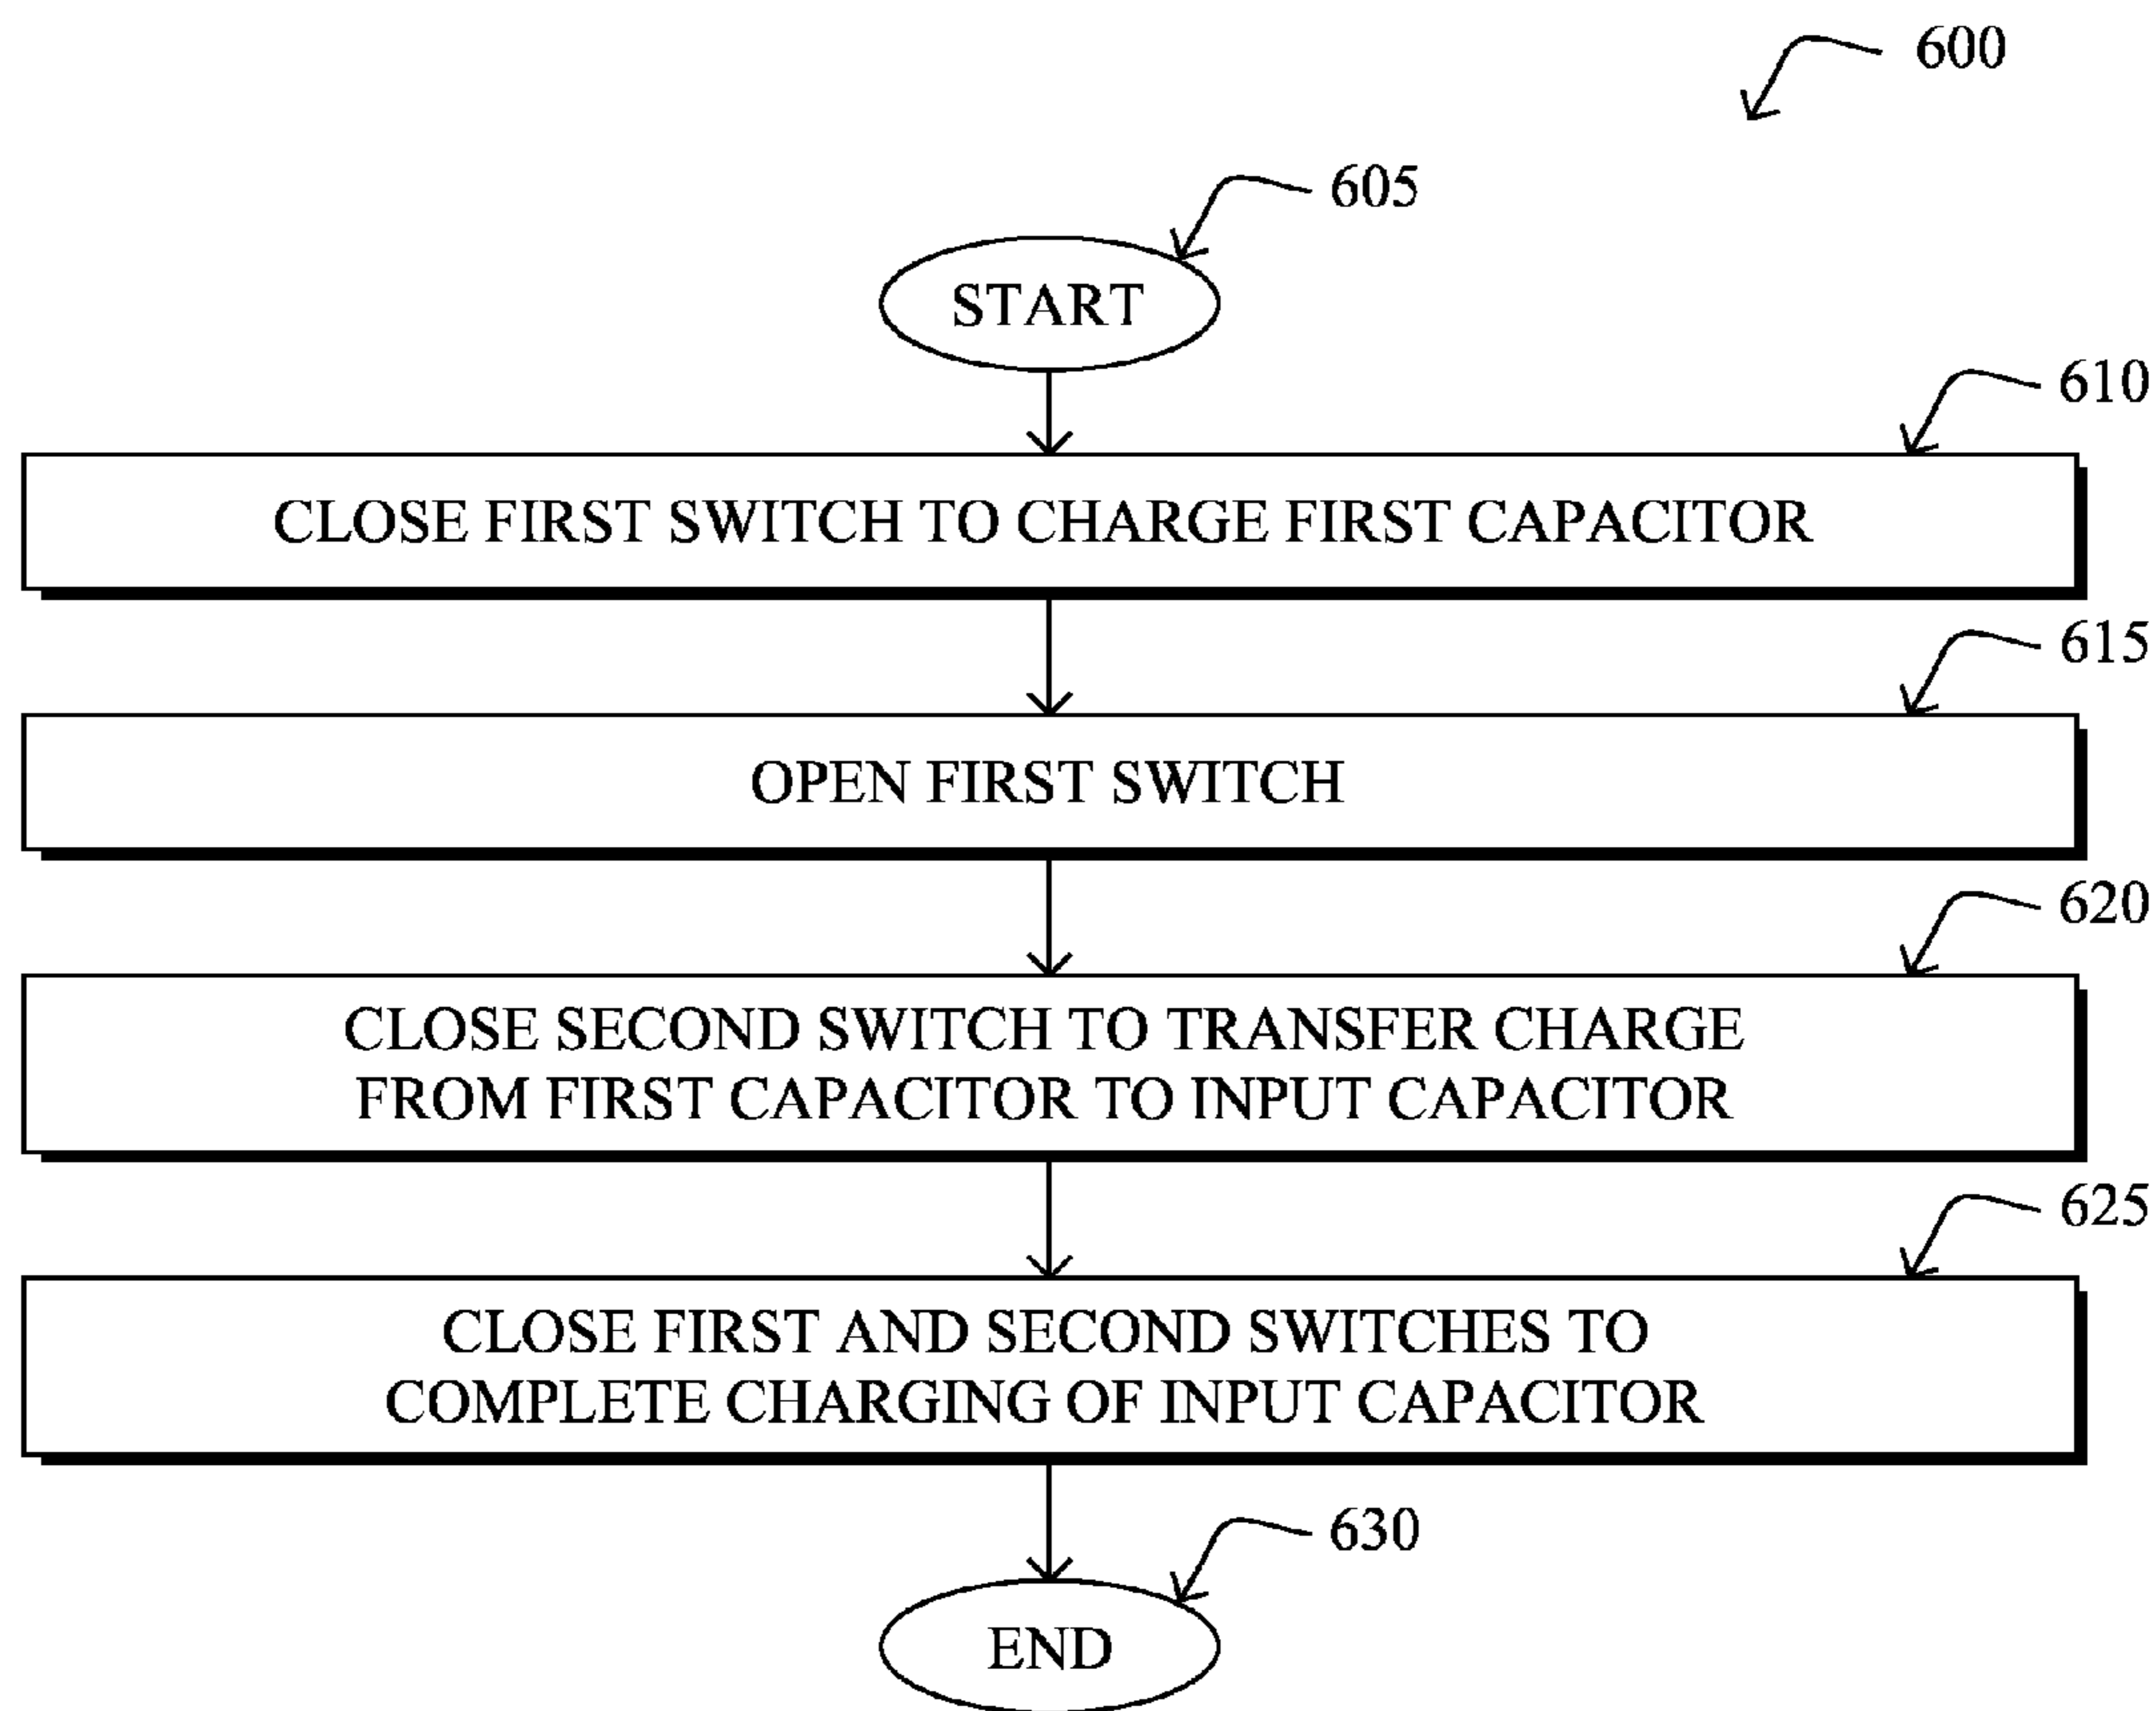 600
605
START
610
CLOSE FIRST SWITCH TO CHARGE FIRST CAPACITOR
615
OPEN FIRST SWITCH
620
CLOSE SECOND SWITCH TO TRANSFER CHARGE
FROM FIRST CAPACITOR TO INPUT CAPACITOR
625
CLOSE FIRST AND SECOND SWITCHES TO
COMPLETE CHARGING OF INPUT CAPACITOR
630
END